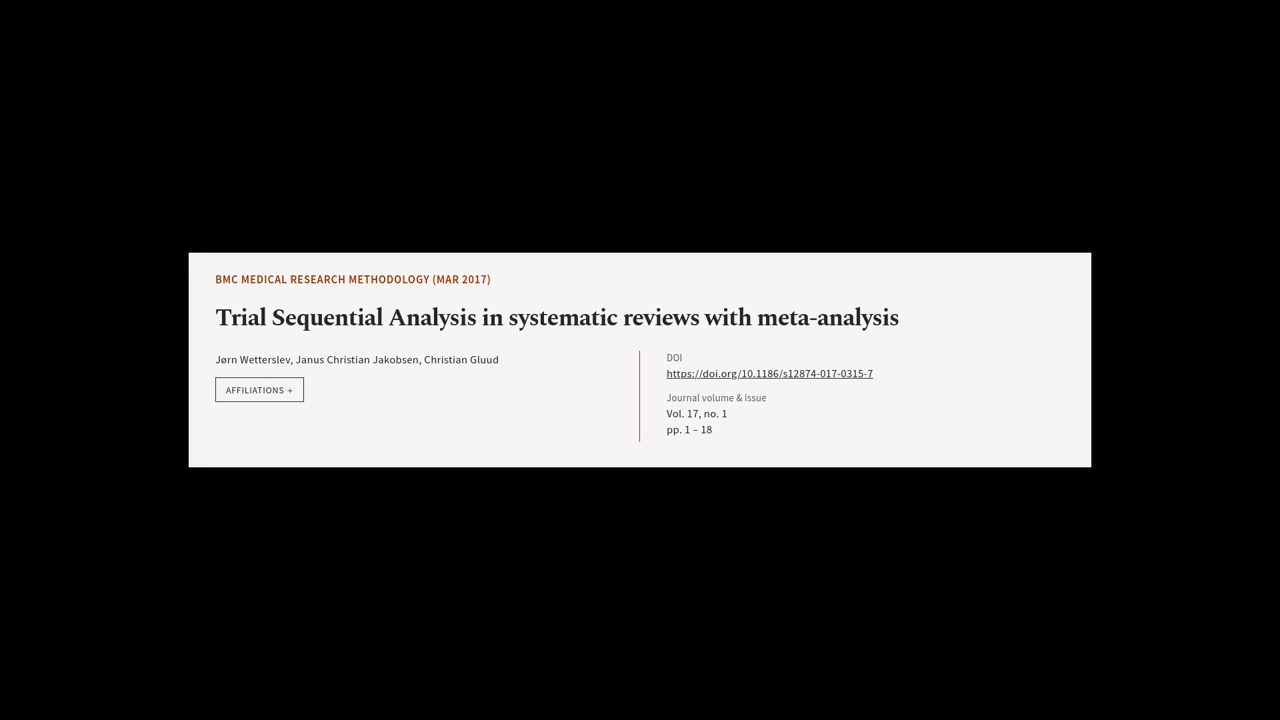 BMC MEDICAL RESEARCH METHODOLOGY (MAR 2017)
Trial Sequential Analysis in systematic reviews with meta-analysis
Jørn Wetterslev, Janus Christian Jakobsen, Christian Gluud
AFFILIATIONS +
DOI
https://doi.org/10.1186/s12874-017-0315-7
Journal volume & issue
Vol. 17, no. 1
pp. 1 – 18